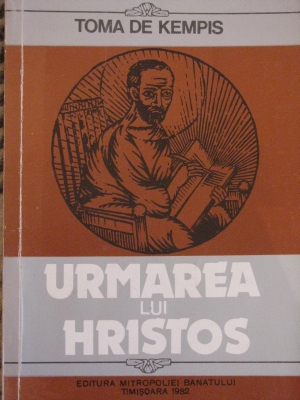 TOMA DE KEMPIS
URMAREA
LUI
HRISTOS
EDITURA MITROPOLIEI BANATULUI
TIMIȘOARA 1982